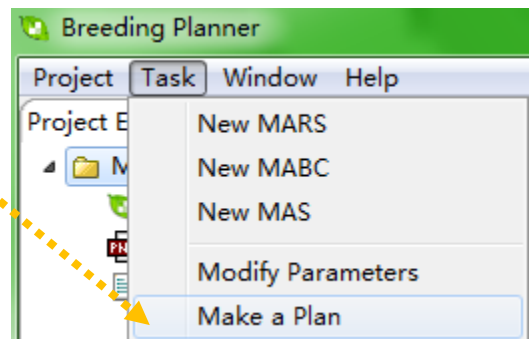 Breeding Planner
Project Task Window Help
Project E
New MARS
M
New MABC
New MAS
Modify Parameters
Make a Plan